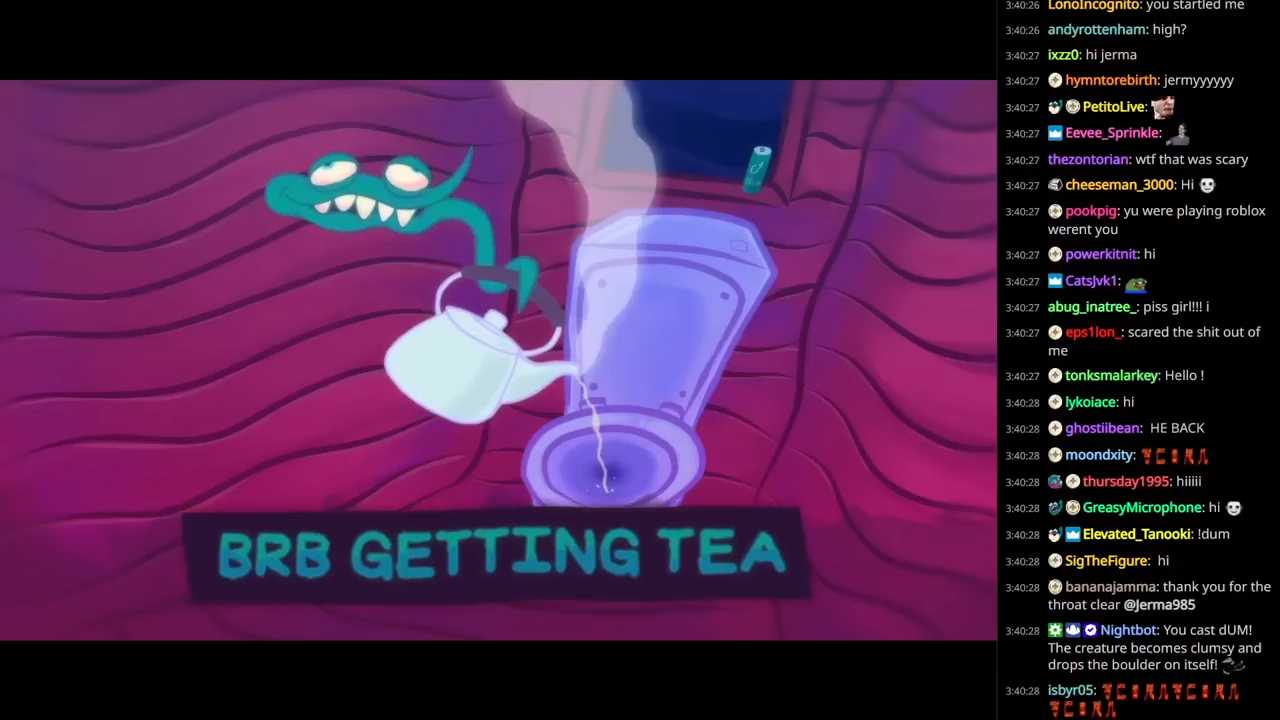 BRB GETTING TEA
3:40:26 LonoIncognito: you startled me
3:40:26 andyrottenham: high?
3:40:27 ixzz0: hi jerma
3:40:27 hymntorebirth: jermyyyyyy
3:40:27 PetitoLive:
3:40:27 Eevee_Sprinkle:
3:40:27 thezontorian: wtf that was scary
3:40:27 cheeseman_3000: Hi
3:40:27 pookpig: yu were playing roblox
werent you
3:40:27 powerkitnit: hi
3:40:27 CatsJvk1:
3:40:27 abug_inatree_: piss girl!!! i
3:40:27 eps1lon_: scared the shit out of
me
3:40:27 tonksmalarkey: Hello !
3:40:28 lykoiace: hi
3:40:28 ghostiibean: HE BACK
3:40:28 moondxity:
3:40:28 thursday1995: hiiiii
3:40:28 GreasyMicrophone: hi
3:40:28 Elevated_Tanooki: !dum
3:40:28 SigTheFigure: hi
3:40:28 bananajamma: thank you for the
throat clear @Jerma985
3:40:28 Nightbot: You cast dUM!
The creature becomes clumsy and
drops the boulder on itself!
3:40:28 isbyr05: